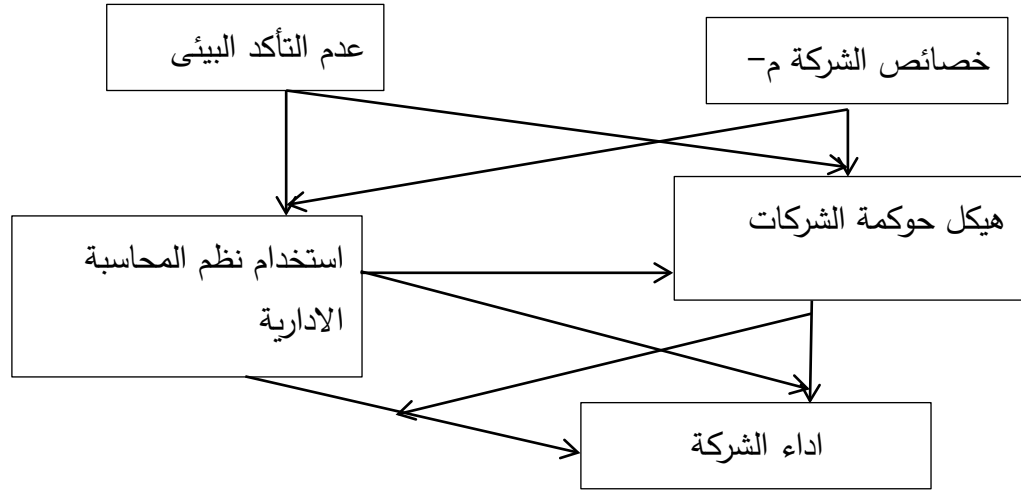 عدم التأكد البيئى
خصائص الشركة م–
هيكل حوكمة الشركات
استخدام نظم المحاسبة
الادارية
اداء الشركة